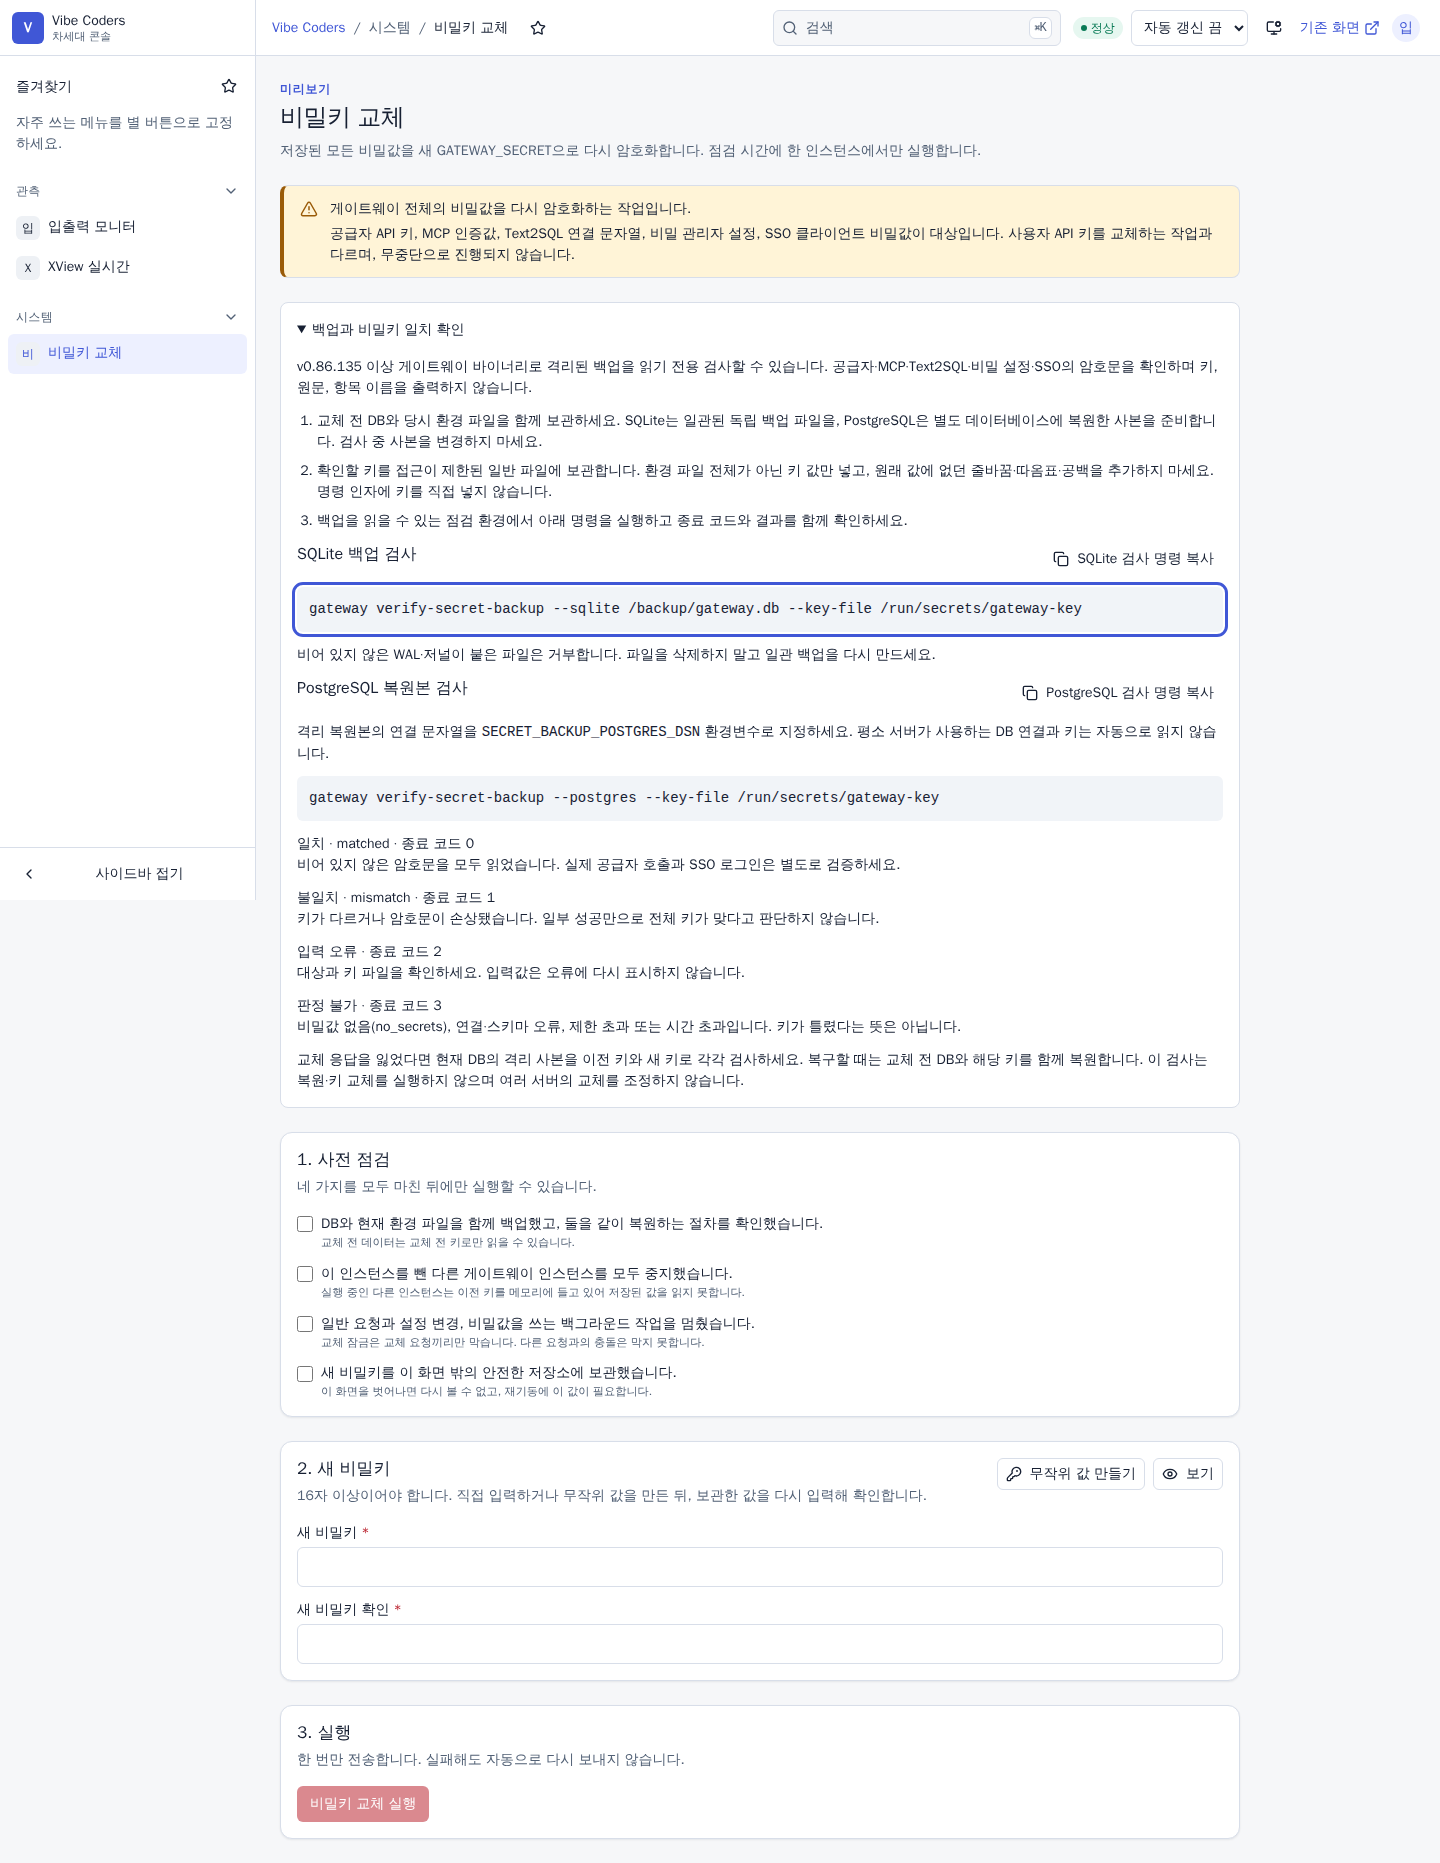 V
Vibe Coders
차세대 콘솔
Vibe Coders / 시스템 / 비밀키 교체
검색
⌘K
정상
자동 갱신 끔
기존 화면
입
즐겨찾기
자주 쓰는 메뉴를 별 버튼으로 고정
하세요.
관측
입 입출력 모니터
X XView 실시간
시스템
비 비밀키 교체
사이드바 접기
미리보기
비밀키 교체
저장된 모든 비밀값을 새 GATEWAY_SECRET으로 다시 암호화합니다. 점검 시간에 한 인스턴스에서만 실행합니다.
게이트웨이 전체의 비밀값을 다시 암호화하는 작업입니다.
공급자 API 키, MCP 인증값, Text2SQL 연결 문자열, 비밀 관리자 설정, SSO 클라이언트 비밀값이 대상입니다. 사용자 API 키를 교체하는 작업과
다르며, 무중단으로 진행되지 않습니다.
▼ 백업과 비밀키 일치 확인
v0.86.135 이상 게이트웨이 바이너리로 격리된 백업을 읽기 전용 검사할 수 있습니다. 공급자·MCP·Text2SQL·비밀 설정·SSO의 암호문을 확인하며 키,
원문, 항목 이름을 출력하지 않습니다.
1. 교체 전 DB와 당시 환경 파일을 함께 보관하세요. SQLite는 일관된 독립 백업 파일을, PostgreSQL은 별도 데이터베이스에 복원한 사본을 준비합니
다. 검사 중 사본을 변경하지 마세요.
2. 확인할 키를 접근이 제한된 일반 파일에 보관합니다. 환경 파일 전체가 아닌 키 값만 넣고, 원래 값에 없던 줄바꿈·따옴표·공백을 추가하지 마세요.
명령 인자에 키를 직접 넣지 않습니다.
3. 백업을 읽을 수 있는 점검 환경에서 아래 명령을 실행하고 종료 코드와 결과를 함께 확인하세요.
SQLite 백업 검사
SQLite 검사 명령 복사
gateway verify-secret-backup --sqlite /backup/gateway.db --key-file /run/secrets/gateway-key
비어 있지 않은 WAL·저널이 붙은 파일은 거부합니다. 파일을 삭제하지 말고 일관 백업을 다시 만드세요.
PostgreSQL 복원본 검사
PostgreSQL 검사 명령 복사
격리 복원본의 연결 문자열을 SECRET_BACKUP_POSTGRES_DSN 환경변수로 지정하세요. 평소 서버가 사용하는 DB 연결과 키는 자동으로 읽지 않습
니다.
gateway verify-secret-backup --postgres --key-file /run/secrets/gateway-key
일치 · matched · 종료 코드 0
비어 있지 않은 암호문을 모두 읽었습니다. 실제 공급자 호출과 SSO 로그인은 별도로 검증하세요.
불일치 · mismatch · 종료 코드 1
키가 다르거나 암호문이 손상됐습니다. 일부 성공만으로 전체 키가 맞다고 판단하지 않습니다.
입력 오류 · 종료 코드 2
대상과 키 파일을 확인하세요. 입력값은 오류에 다시 표시하지 않습니다.
판정 불가 · 종료 코드 3
비밀값 없음(no_secrets), 연결·스키마 오류, 제한 초과 또는 시간 초과입니다. 키가 틀렸다는 뜻은 아닙니다.
교체 응답을 잃었다면 현재 DB의 격리 사본을 이전 키와 새 키로 각각 검사하세요. 복구할 때는 교체 전 DB와 해당 키를 함께 복원합니다. 이 검사는
복원·키 교체를 실행하지 않으며 여러 서버의 교체를 조정하지 않습니다.
1. 사전 점검
네 가지를 모두 마친 뒤에만 실행할 수 있습니다.
DB와 현재 환경 파일을 함께 백업했고, 둘을 같이 복원하는 절차를 확인했습니다.
교체 전 데이터는 교체 전 키로만 읽을 수 있습니다.
이 인스턴스를 뺀 다른 게이트웨이 인스턴스를 모두 중지했습니다.
실행 중인 다른 인스턴스는 이전 키를 메모리에 들고 있어 저장된 값을 읽지 못합니다.
일반 요청과 설정 변경, 비밀값을 쓰는 백그라운드 작업을 멈췄습니다.
교체 잠금은 교체 요청끼리만 막습니다. 다른 요청과의 충돌은 막지 못합니다.
새 비밀키를 이 화면 밖의 안전한 저장소에 보관했습니다.
이 화면을 벗어나면 다시 볼 수 없고, 재기동에 이 값이 필요합니다.
2. 새 비밀키
무작위 값 만들기
보기
16자 이상이어야 합니다. 직접 입력하거나 무작위 값을 만든 뒤, 보관한 값을 다시 입력해 확인합니다.
새 비밀키 *
새 비밀키 확인 *
3. 실행
한 번만 전송합니다. 실패해도 자동으로 다시 보내지 않습니다.
비밀키 교체 실행